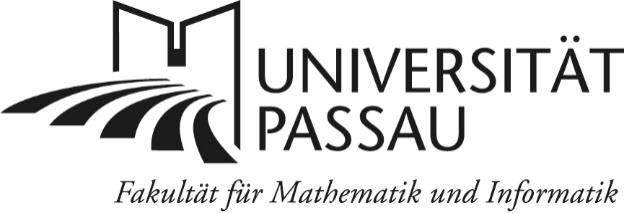 UNIVERSITÄT
PASSAU
Fakultät für Mathematik und Informatik